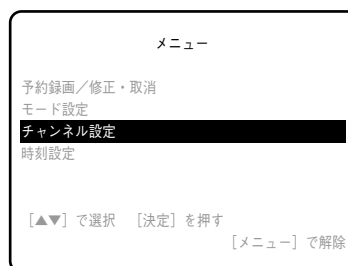 メニュー
予約録画／修正・取消
モード設定
チャンネル設定
時刻設定
［▲▼］で選択　［決定］を押す
［メニュー］で解除